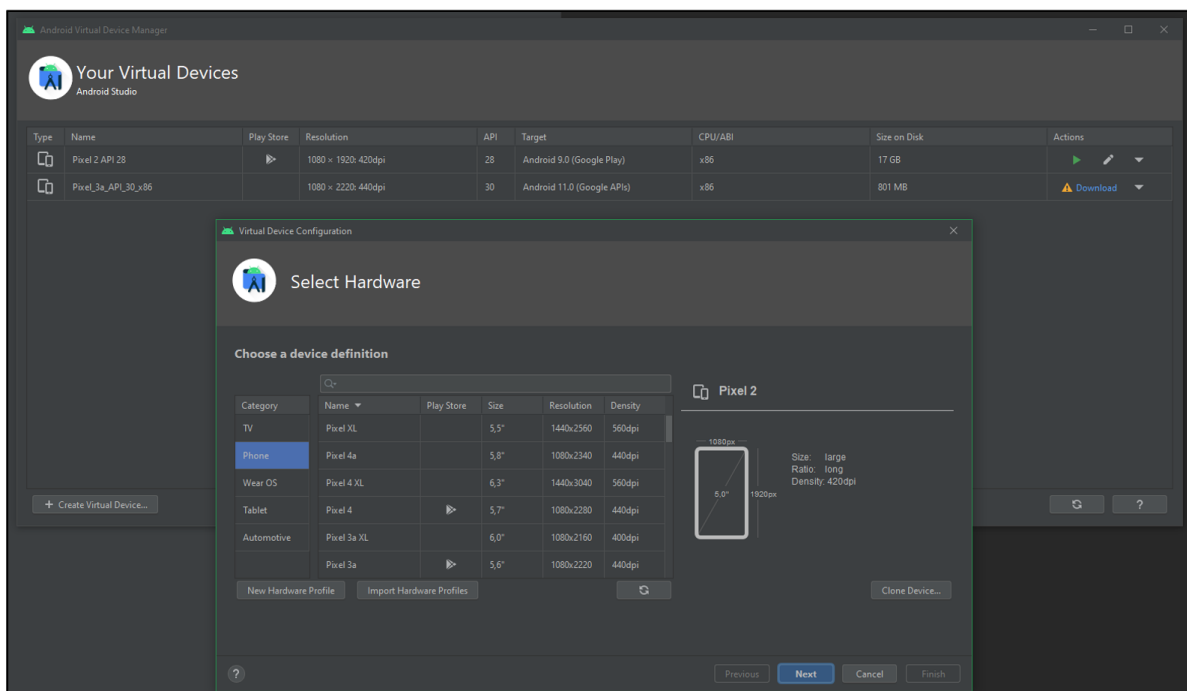 Android Virtual Device Manager
Your Virtual Devices
Android Studio
Type Name Play Store Resolution API Target CPU/ABI Size on Disk Actions
Pixel 2 API 28 1080 × 1920: 420dpi 28 Android 9.0 (Google Play) x86 17 GB
Pixel_3a_API_30_x86 1080 × 2220: 440dpi 30 Android 11.0 (Google APIs) x86 801 MB Download
Virtual Device Configuration
Select Hardware
Choose a device definition
Category Name Play Store Size Resolution Density
TV Pixel XL 5,5" 1440x2560 560dpi
Phone Pixel 4a 5,8" 1080x2340 440dpi
Wear OS Pixel 4 XL 6,3" 1440x3040 560dpi
Tablet Pixel 4 5,7" 1080x2280 440dpi
Automotive Pixel 3a XL 6,0" 1080x2160 400dpi
Pixel 3a 5,6" 1080x2220 440dpi
Pixel 2
1080px
5,0"
1920px
Size: large
Ratio: long
Density: 420dpi
+ Create Virtual Device... ?
New Hardware Profile Import Hardware Profiles Clone Device...
? Previous Next Cancel Finish